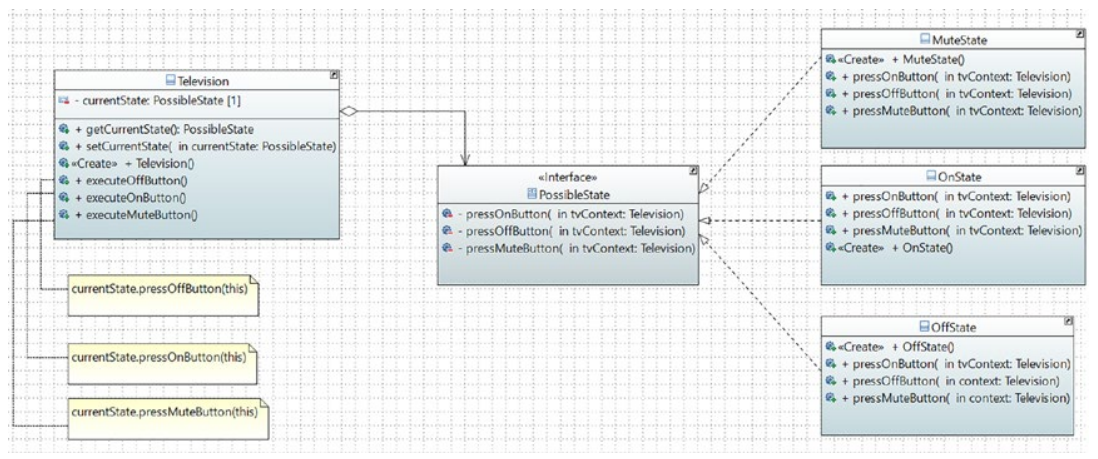 Television
- currentState: PossibleState [1]
+ getCurrentState(): PossibleState
+ setCurrentState( in currentState: PossibleState)
«Create» + Television()
+ executeOffButton()
+ executeOnButton()
+ executeMuteButton()
currentState.pressOffButton(this)
currentState.pressOnButton(this)
currentState.pressMuteButton(this)
«Interface»
PossibleState
- pressOnButton( in tvContext: Television)
- pressOffButton( in tvContext: Television)
- pressMuteButton( in tvContext: Television)
MuteState
«Create» + MuteState()
+ pressOnButton( in tvContext: Television)
+ pressOffButton( in tvContext: Television)
+ pressMuteButton( in tvContext: Television)
OnState
+ pressOnButton( in tvContext: Television)
+ pressOffButton( in tvContext: Television)
+ pressMuteButton( in tvContext: Television)
«Create» + OnState()
OffState
«Create» + OffState()
+ pressOnButton( in tvContext: Television)
+ pressOffButton( in context: Television)
+ pressMuteButton( in context: Television)